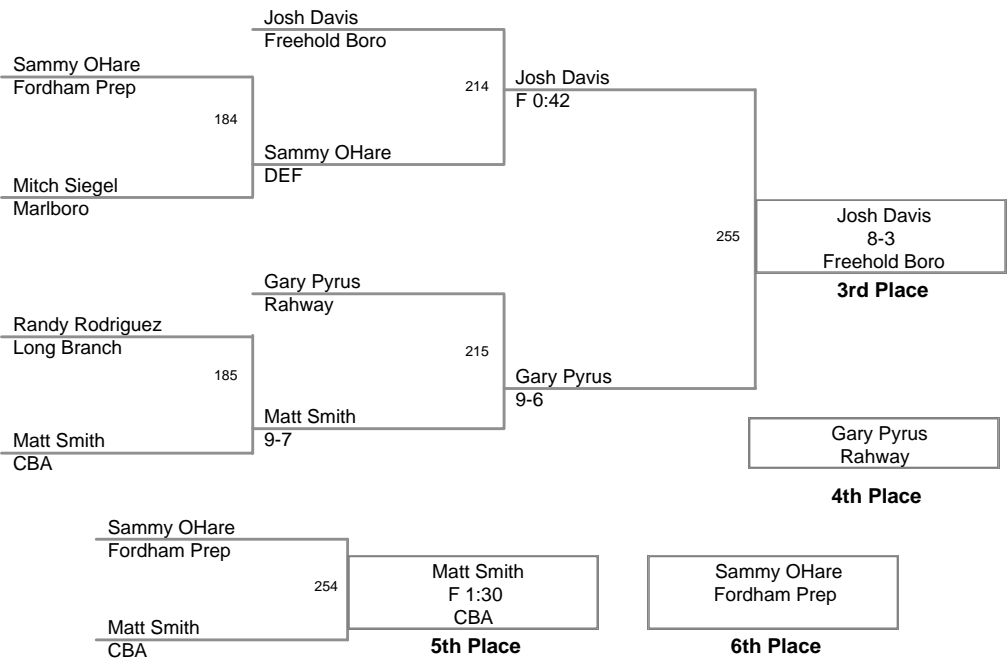 Josh Davis
Freehold Boro
Sammy OHare
Fordham Prep
184
214
Josh Davis
F 0:42
Sammy OHare
DEF
Mitch Siegel
Marlboro
255
Josh Davis
8-3
Freehold Boro
3rd Place
Gary Pyrus
Rahway
Randy Rodriguez
Long Branch
185
215
Gary Pyrus
9-6
Matt Smith
9-7
Matt Smith
CBA
Gary Pyrus
Rahway
4th Place
Sammy OHare
Fordham Prep
254
Matt Smith
F 1:30
CBA
5th Place
Matt Smith
CBA
Sammy OHare
Fordham Prep
6th Place